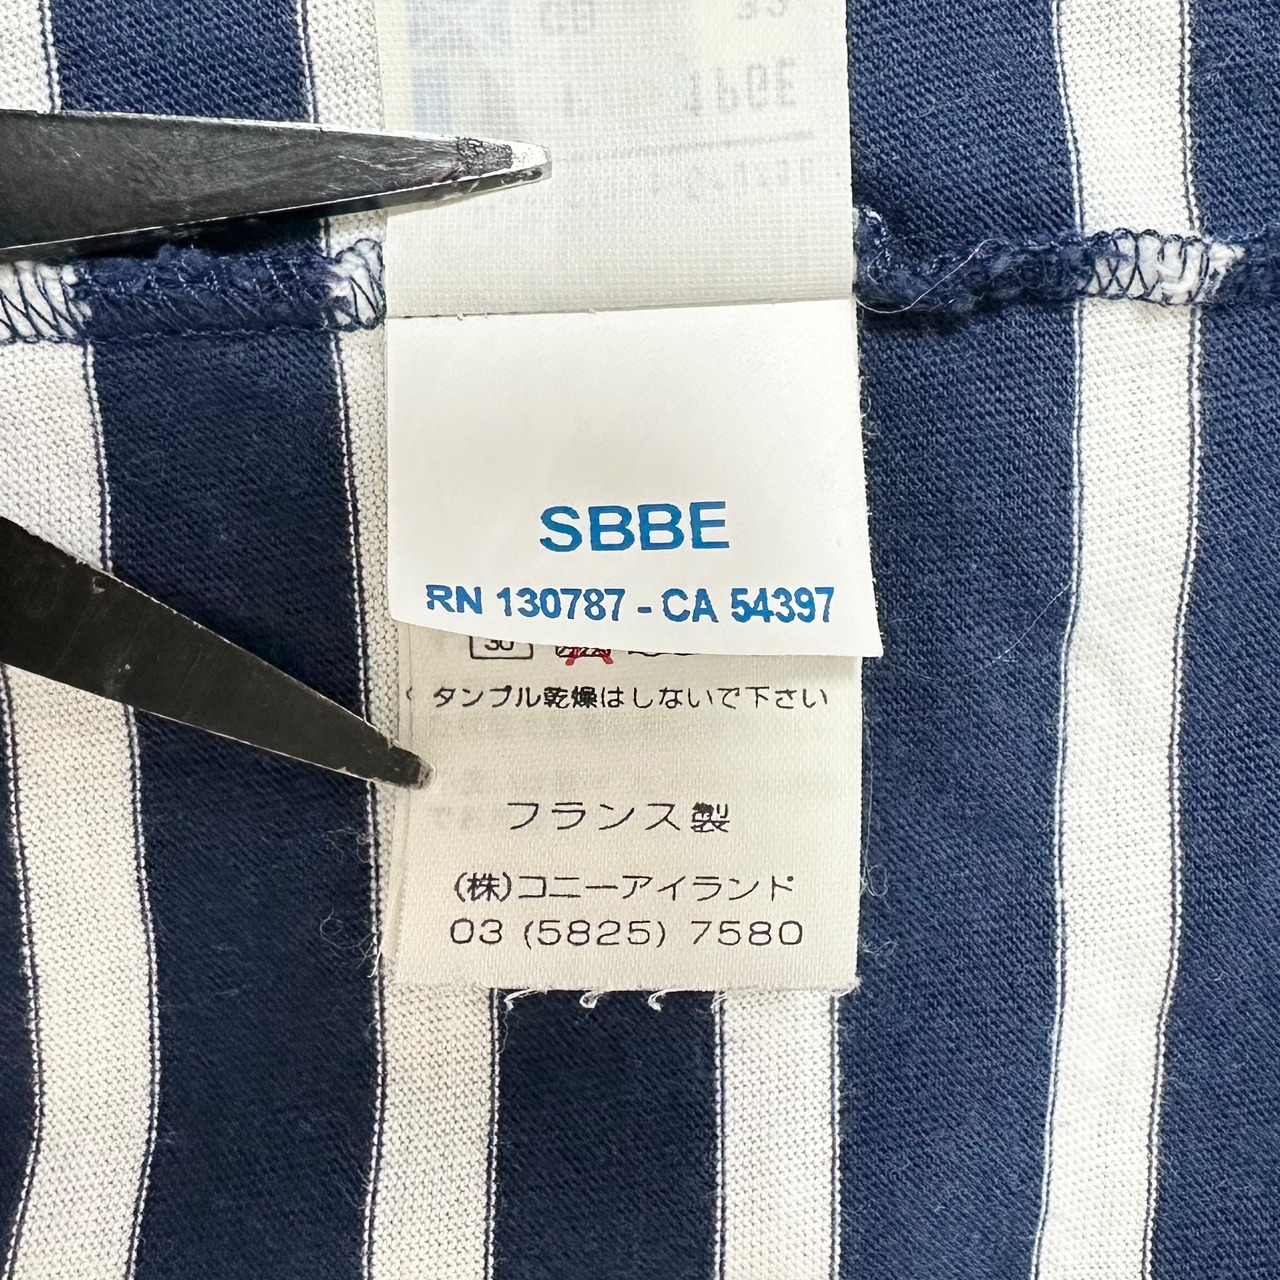 SBBE
RN 130787 - CA 54397
30
タンブル乾燥はしないで下さい
フランス製
(株)コニーアイランド
03 (5825) 7580